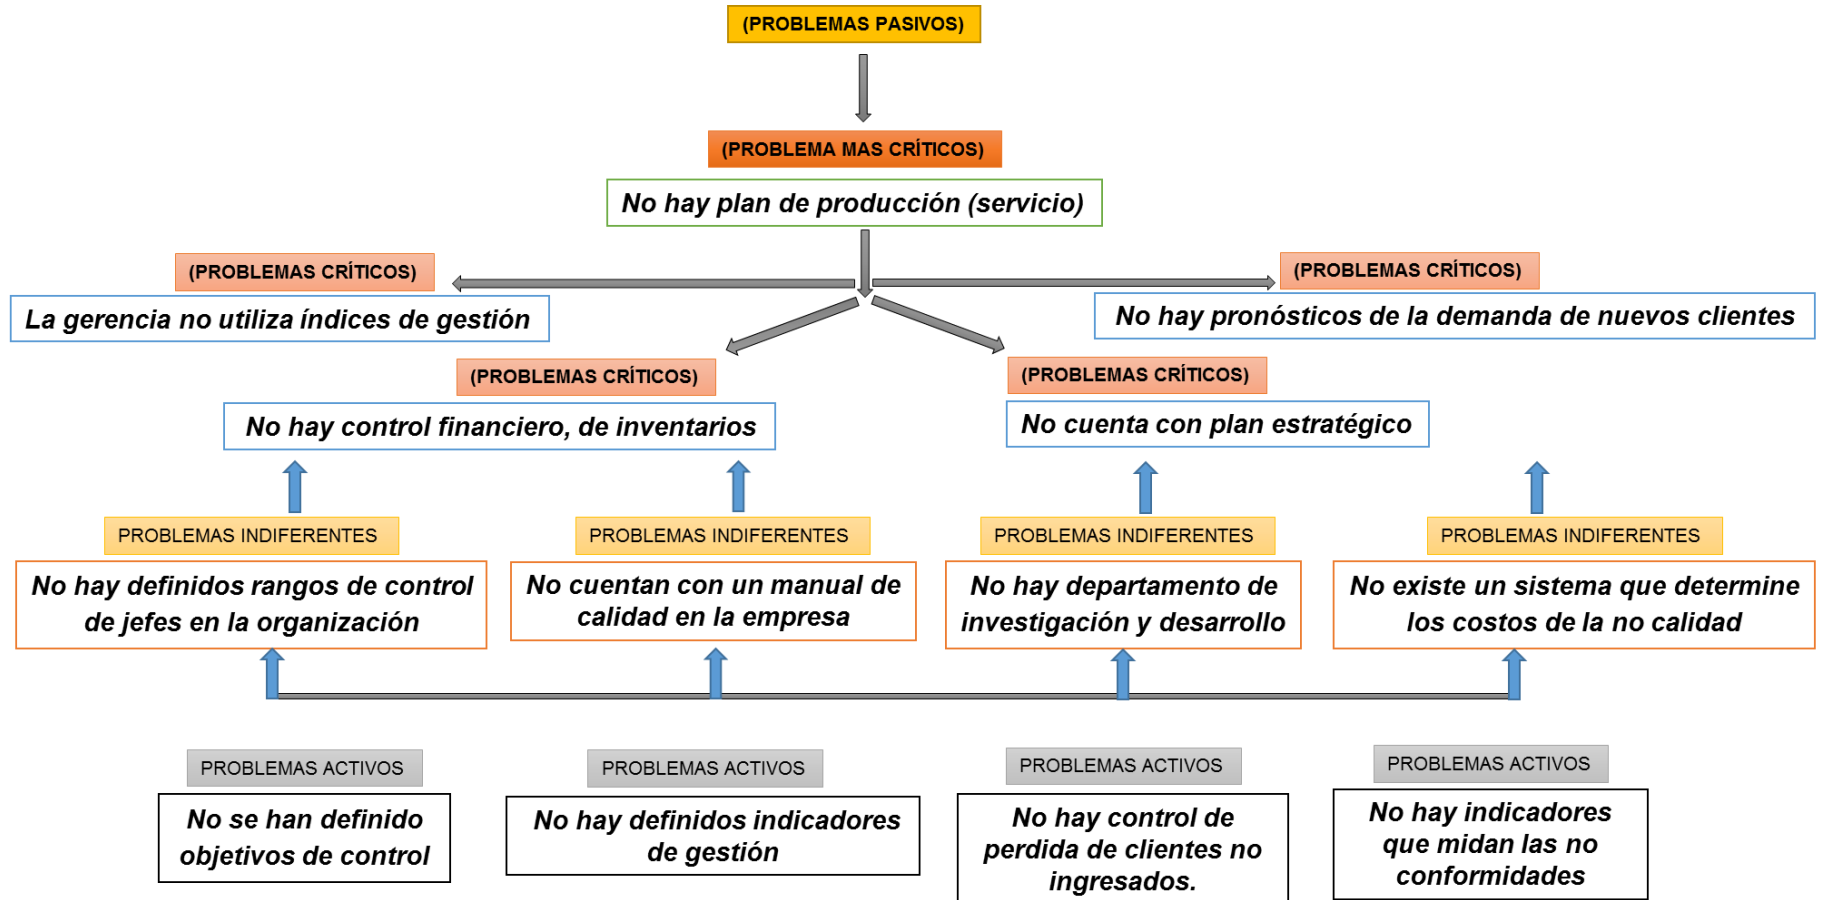 (PROBLEMAS PASIVOS)
(PROBLEMA MAS CRÍTICOS)
No hay plan de producción (servicio)
(PROBLEMAS CRÍTICOS)
La gerencia no utiliza índices de gestión
(PROBLEMAS CRÍTICOS)
No hay pronósticos de la demanda de nuevos clientes
(PROBLEMAS CRÍTICOS)
No hay control financiero, de inventarios
(PROBLEMAS CRÍTICOS)
No cuenta con plan estratégico
PROBLEMAS INDIFERENTES
No hay definidos rangos de control
de jefes en la organización
PROBLEMAS INDIFERENTES
No cuentan con un manual de
calidad en la empresa
PROBLEMAS INDIFERENTES
No hay departamento de
investigación y desarrollo
PROBLEMAS INDIFERENTES
No existe un sistema que determine
los costos de la no calidad
PROBLEMAS ACTIVOS
No se han definido
objetivos de control
PROBLEMAS ACTIVOS
No hay definidos indicadores
de gestión
PROBLEMAS ACTIVOS
No hay control de
perdida de clientes no
ingresados.
PROBLEMAS ACTIVOS
No hay indicadores
que midan las no
conformidades